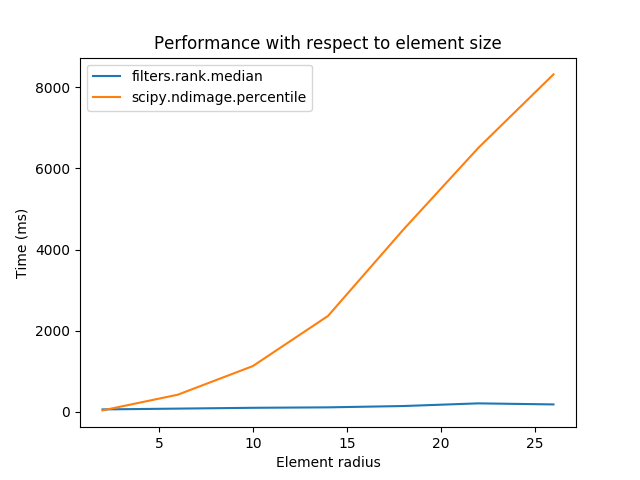 Performance with respect to element size
filters.rank.median
scipy.ndimage.percentile
8000
6000
4000
2000
0
Time (ms)
5
10
15
20
25
Element radius